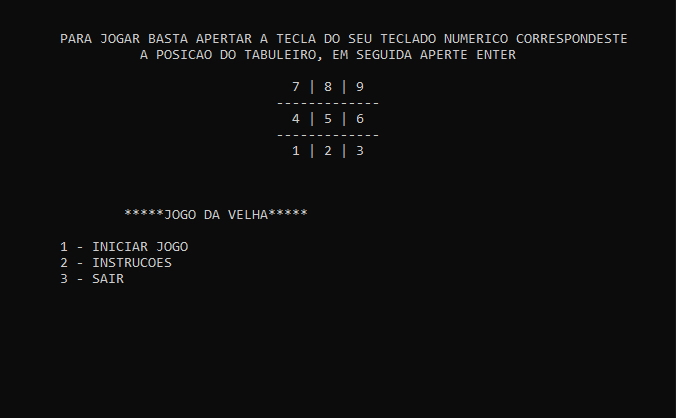 PARA JOGAR BASTA APERTAR A TECLA DO SEU TECLADO NUMERICO CORRESPONDESTE
A POSICAO DO TABULEIRO, EM SEGUIDA APERTE ENTER
7 | 8 | 9
-------------
4 | 5 | 6
-------------
1 | 2 | 3
*****JOGO DA VELHA*****
1 - INICIAR JOGO
2 - INSTRUCOES
3 - SAIR